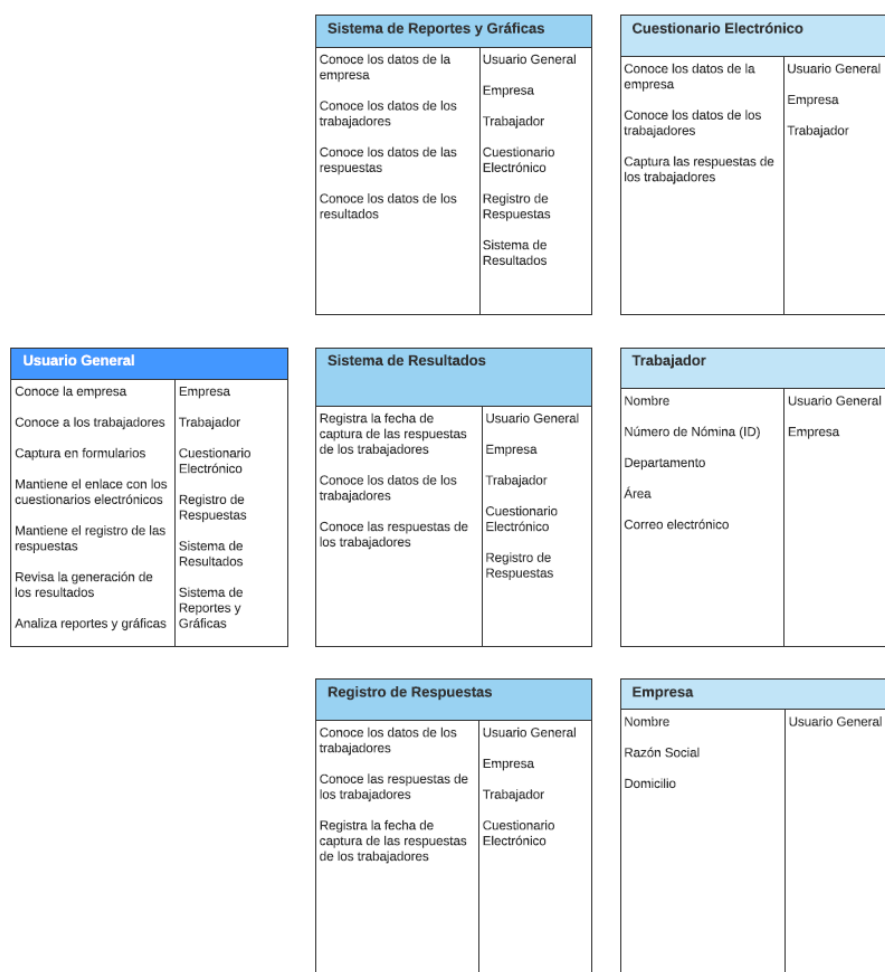 Sistema de Reportes y Gráficas
Conoce los datos de la
empresa
Conoce los datos de los
trabajadores
Conoce los datos de las
respuestas
Conoce los datos de los
resultados
Usuario General
Empresa
Trabajador
Cuestionario
Electrónico
Registro de
Respuestas
Sistema de
Resultados
Cuestionario Electrónico
Conoce los datos de la
empresa
Conoce los datos de los
trabajadores
Captura las respuestas de
los trabajadores
Usuario General
Empresa
Trabajador
Usuario General
Conoce la empresa
Conoce a los trabajadores
Captura en formularios
Mantiene el enlace con los
cuestionarios electrónicos
Mantiene el registro de las
respuestas
Revisa la generación de
los resultados
Analiza reportes y gráficas
Empresa
Trabajador
Cuestionario
Electrónico
Registro de
Respuestas
Sistema de
Resultados
Sistema de
Reportes y
Gráficas
Sistema de Resultados
Registra la fecha de
captura de las respuestas
de los trabajadores
Conoce los datos de los
trabajadores
Conoce las respuestas de
los trabajadores
Usuario General
Empresa
Trabajador
Cuestionario
Electrónico
Registro de
Respuestas
Trabajador
Nombre
Número de Nómina (ID)
Departamento
Área
Correo electrónico
Usuario General
Empresa
Registro de Respuestas
Conoce los datos de los
trabajadores
Conoce las respuestas de
los trabajadores
Registra la fecha de
captura de las respuestas
de los trabajadores
Usuario General
Empresa
Trabajador
Cuestionario
Electrónico
Empresa
Nombre
Razón Social
Domicilio
Usuario General